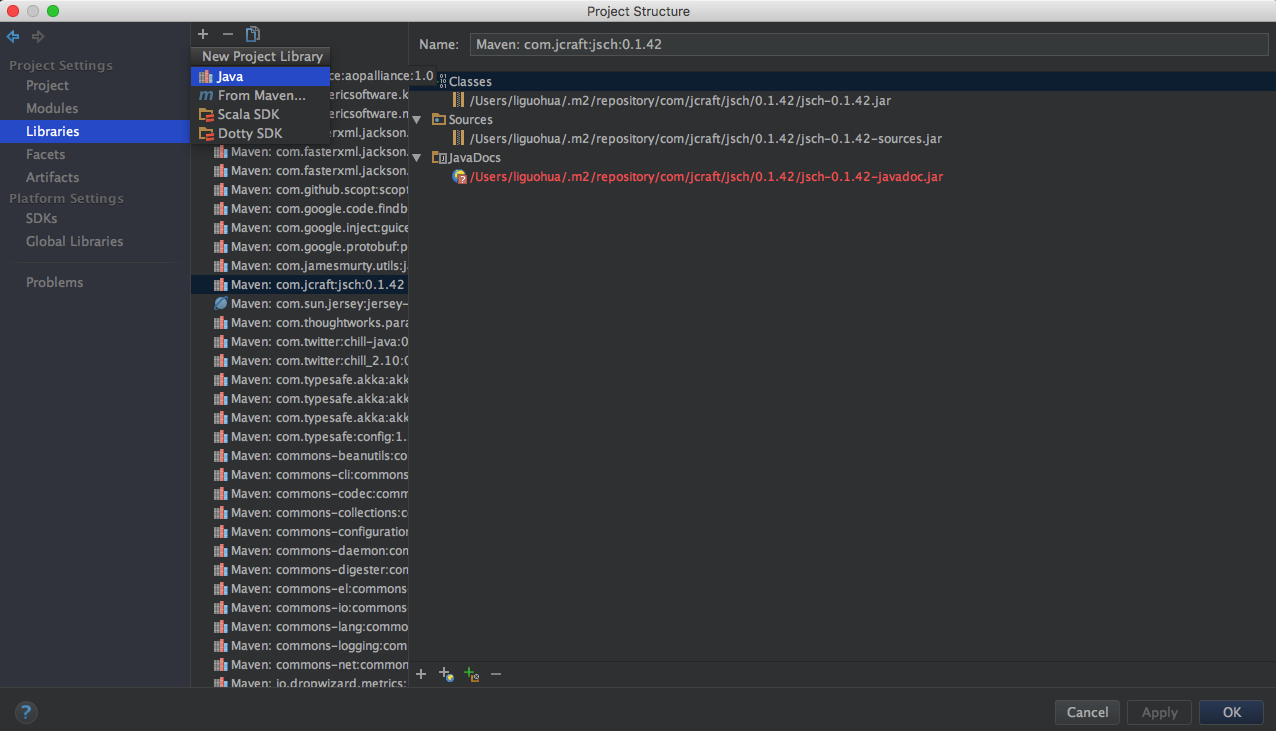 Project Structure
Project Settings
Project
Modules
Libraries
Facets
Artifacts
Platform Settings
SDKs
Global Libraries
Problems
New Project Library
Java
From Maven...
Scala SDK
Dotty SDK
ce:aopalliance:1.0
ericsoftware.k
ericsoftware.m
Maven: com.fasterxml.jackson.
Maven: com.fasterxml.jackson.
Maven: com.fasterxml.jackson.
Maven: com.github.scopt:scopt
Maven: com.google.code.findb
Maven: com.google.inject:guice
Maven: com.google.protobuf:p
Maven: com.jamesmurty.utils:j
Maven: com.jcraft:jsch:0.1.42
Maven: com.sun.jersey:jersey-
Maven: com.thoughtworks.para
Maven: com.twitter:chill-java:0
Maven: com.twitter:chill_2.10:0
Maven: com.typesafe.akka:akk
Maven: com.typesafe.akka:akk
Maven: com.typesafe.akka:akk
Maven: com.typesafe:config:1.
Maven: commons-beanutils:co
Maven: commons-cli:commons
Maven: commons-codec:comm
Maven: commons-collections:c
Maven: commons-configuration
Maven: commons-daemon:com
Maven: commons-digester:com
Maven: commons-el:commons
Maven: commons-io:commons-
Maven: commons-lang:commo
Maven: commons-logging:com
Maven: commons-net:common
Maven: io.dropwizard.metrics:
Name: Maven: com.jcraft:jsch:0.1.42
Classes
/Users/liguohua/.m2/repository/com/jcraft/jsch/0.1.42/jsch-0.1.42.jar
Sources
/Users/liguohua/.m2/repository/com/jcraft/jsch/0.1.42/jsch-0.1.42-sources.jar
JavaDocs
/Users/liguohua/.m2/repository/com/jcraft/jsch/0.1.42/jsch-0.1.42-javadoc.jar
?
Cancel
Apply
OK